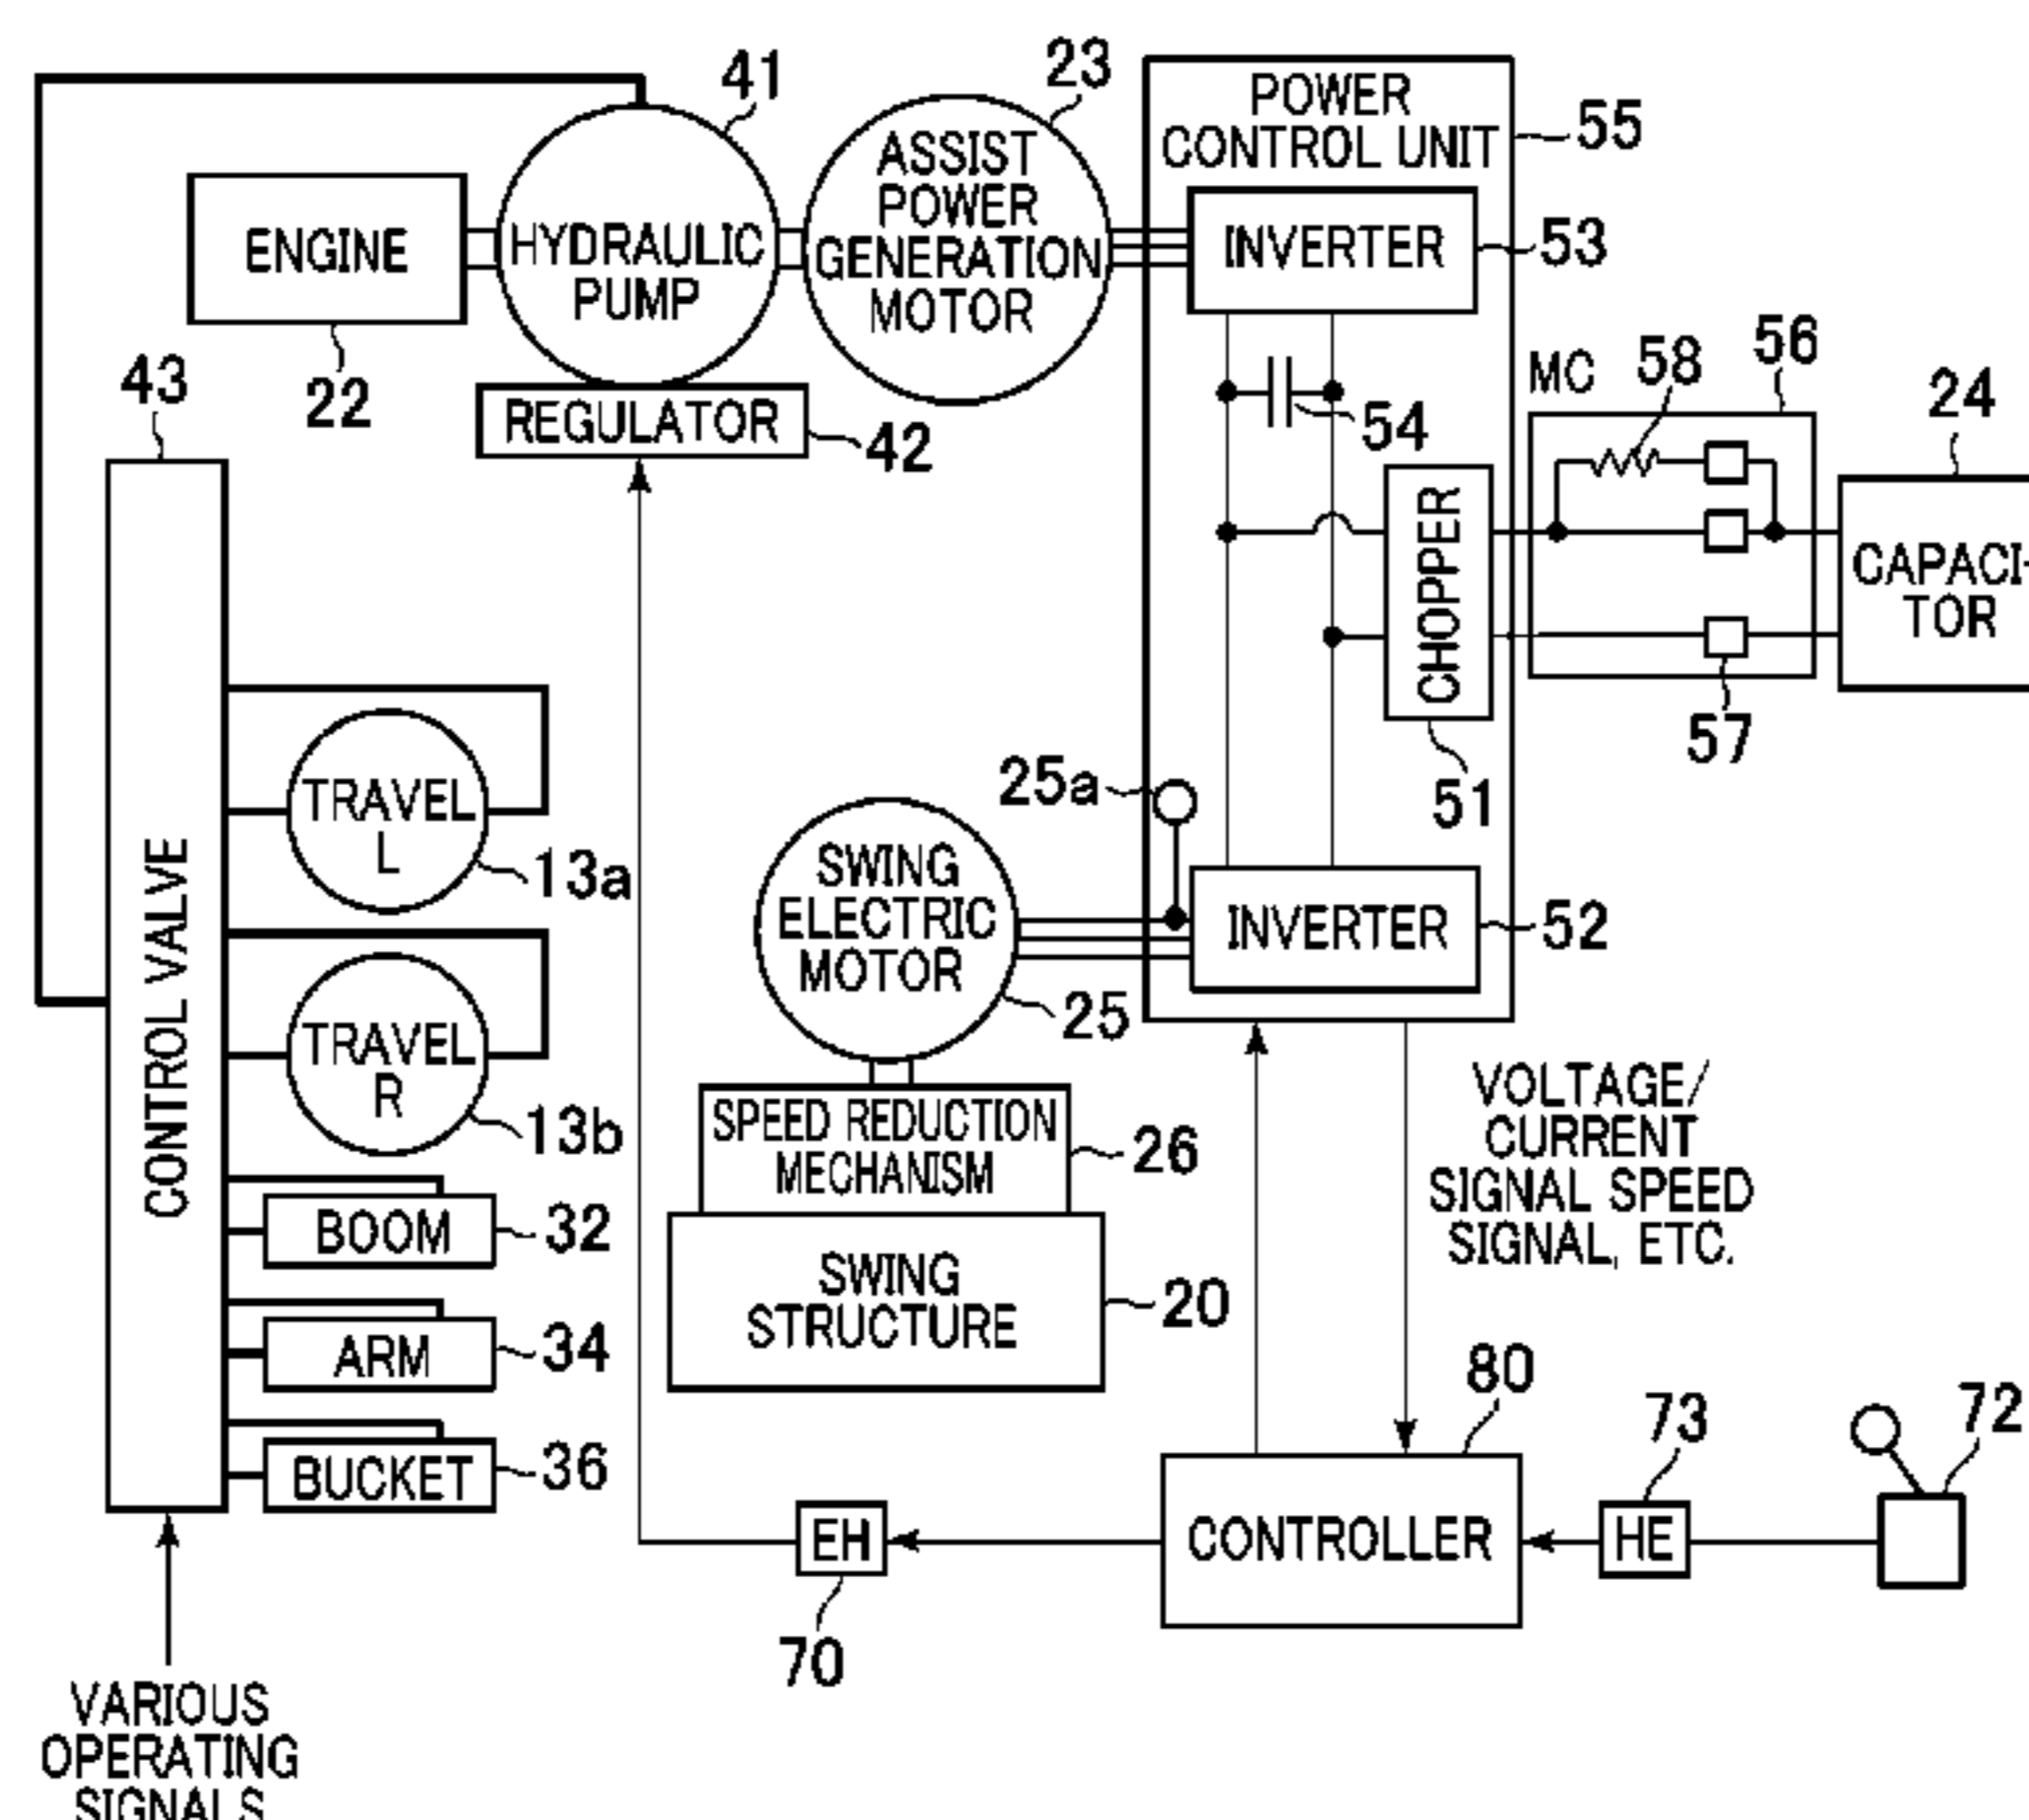 41
23
POWER
CONTROL UNIT
55
ASSIST
POWER
GENERATION
MOTOR
ENGINE
HYDRAULIC
PUMP
INVERTER
53
22
43
REGULATOR
42
54
MC
58
56
24
CHOPPER
CAPACI-
TOR
57
51
25a
TRAVEL
L
13a
CONTROL VALVE
SWING
ELECTRIC
MOTOR
25
INVERTER
52
TRAVEL
R
13b
SPEED REDUCTION
MECHANISM
26
VOLTAGE/
CURRENT
SIGNAL SPEED
SIGNAL, ETC.
BOOM
32
SWING
STRUCTURE
20
ARM
34
BUCKET
36
80
73
72
EH
CONTROLLER
HE
70
VARIOUS
OPERATING
SIGNALS